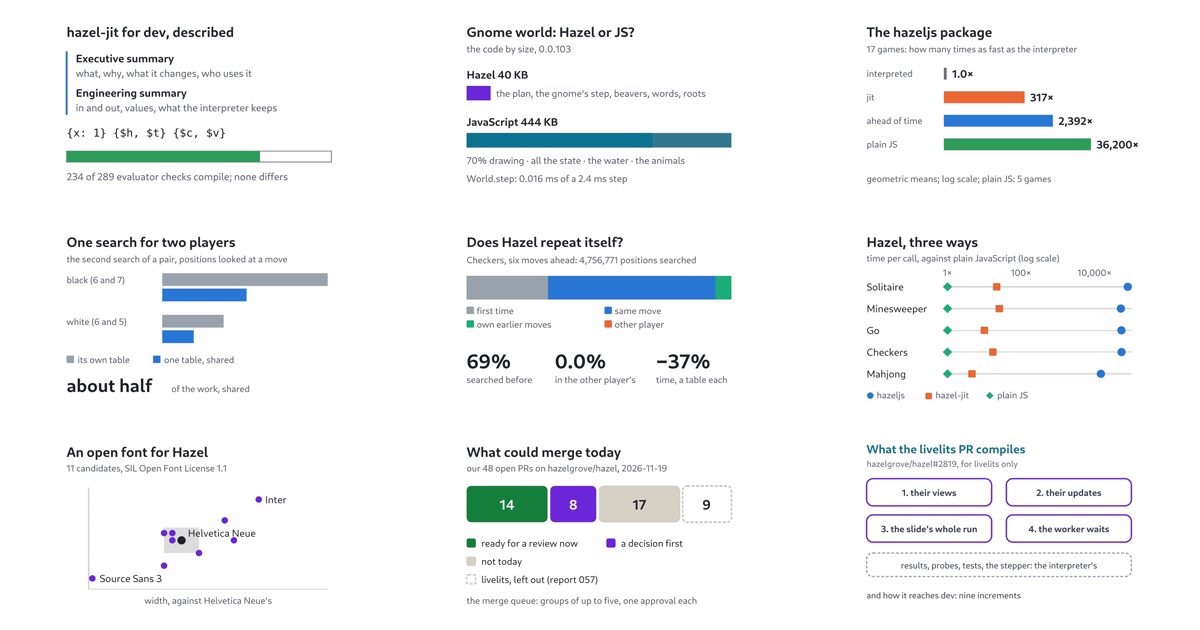 hazel-jit for dev, described
Executive summary
what, why, what it changes, who uses it
Engineering summary
in and out, values, what the interpreter keeps
{x: 1} {$h, $t} {$c, $v}
234 of 289 evaluator checks compile; none differs
Gnome world: Hazel or JS?
the code by size, 0.0.103
Hazel 40 KB
the plan, the gnome's step, beavers, words, roots
JavaScript 444 KB
70% drawing · all the state · the water · the animals
World.step: 0.016 ms of a 2.4 ms step
The hazeljs package
17 games: how many times as fast as the interpreter
interpreted 1.0×
jit 317×
ahead of time 2,392×
plain JS 36,200×
geometric means; log scale; plain JS: 5 games
One search for two players
the second search of a pair, positions looked at a move
black (6 and 7)
white (6 and 5)
its own table one table, shared
about half of the work, shared
Does Hazel repeat itself?
Checkers, six moves ahead: 4,756,771 positions searched
first time same move
own earlier moves other player
69% 0.0% −37%
searched before in the other player's time, a table each
Hazel, three ways
time per call, against plain JavaScript (log scale)
1× 100× 10,000×
Solitaire
Minesweeper
Go
Checkers
Mahjong
hazeljs hazel-jit plain JS
An open font for Hazel
11 candidates, SIL Open Font License 1.1
Inter
Helvetica Neue
Source Sans 3
width, against Helvetica Neue's
What could merge today
our 48 open PRs on hazelgrove/hazel, 2026-11-19
14 8 17 9
ready for a review now a decision first
not today
livelits, left out (report 057)
the merge queue: groups of up to five, one approval each
What the livelits PR compiles
hazelgrove/hazel#2819, for livelits only
1. their views 2. their updates
3. the slide's whole run 4. the worker waits
results, probes, tests, the stepper: the interpreter's
and how it reaches dev: nine increments